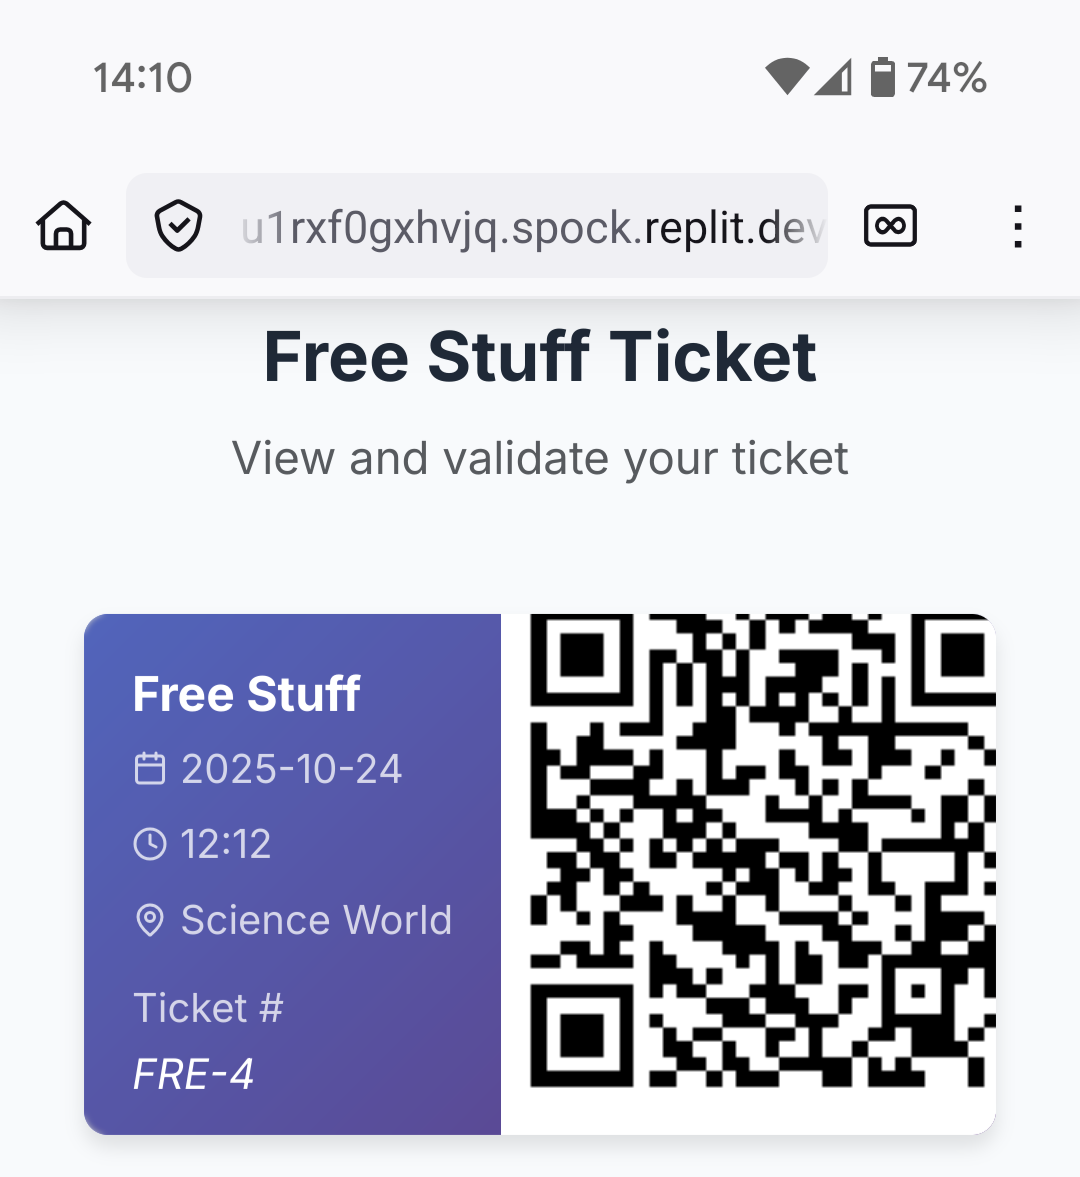 14:10 74%
u1rxf0gxhvjq.spock.replit.dev
Free Stuff Ticket
View and validate your ticket
Free Stuff
2025-10-24
12:12
Science World
Ticket #
FRE-4